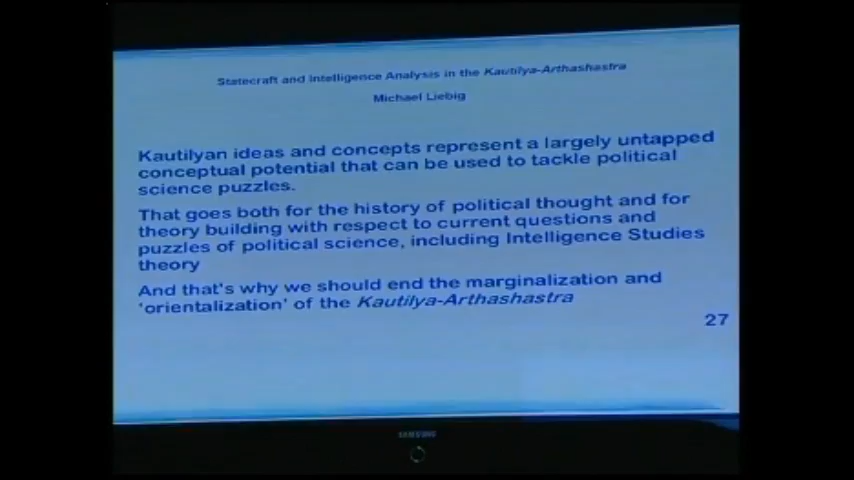 Statecraft and Intelligence Analysis in the Kautilya-Arthashastra
Michael Liebig
Kautilyan ideas and concepts represent a largely untapped
conceptual potential that can be used to tackle political
science puzzles.
That goes both for the history of political thought and for
theory building with respect to current questions and
puzzles of political science, including Intelligence Studies
theory
And that's why we should end the marginalization and
'orientalization' of the Kautilya-Arthashastra
27
SAMSUNG